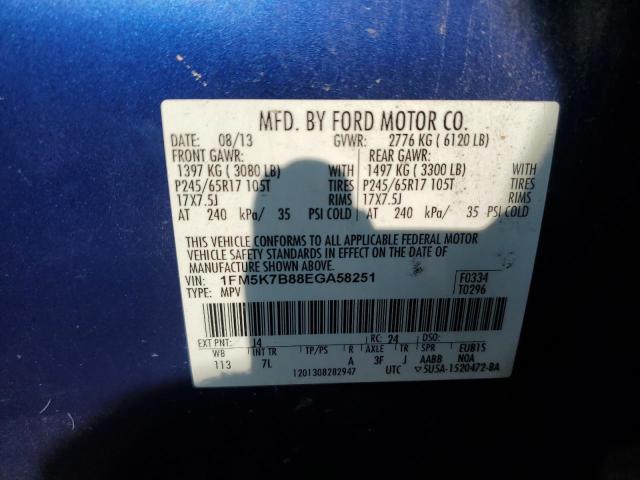 MFD. BY FORD MOTOR CO.
DATE: 08/13 GVWR: 2776 KG ( 6120 LB)
FRONT GAWR: REAR GAWR:
1397 KG ( 3080 LB) 1497 KG ( 3300 LB)
P245/65R17 105T TIRES P245/65R17 105T TIRES
17X7.5J RIMS 17X7.5J RIMS
AT 240 kPa/ 35 PSI COLD AT 240 kPa/ 35 PSI COLD
THIS VEHICLE CONFORMS TO ALL APPLICABLE FEDERAL MOTOR
VEHICLE SAFETY STANDARDS IN EFFECT ON THE DATE OF
MANUFACTURE SHOWN ABOVE.
VIN: 1FM5K7B88EGA58251 F0334
TYPE: MPV T0296
EXT PNT: J4 RC: 24 DSO:
WB INT TR TP/PS R AXLE TR SPR EUB1S
113 7L A 3F J AABB NOA
1201308282947 UTC ▽5U5A-1520472-BA